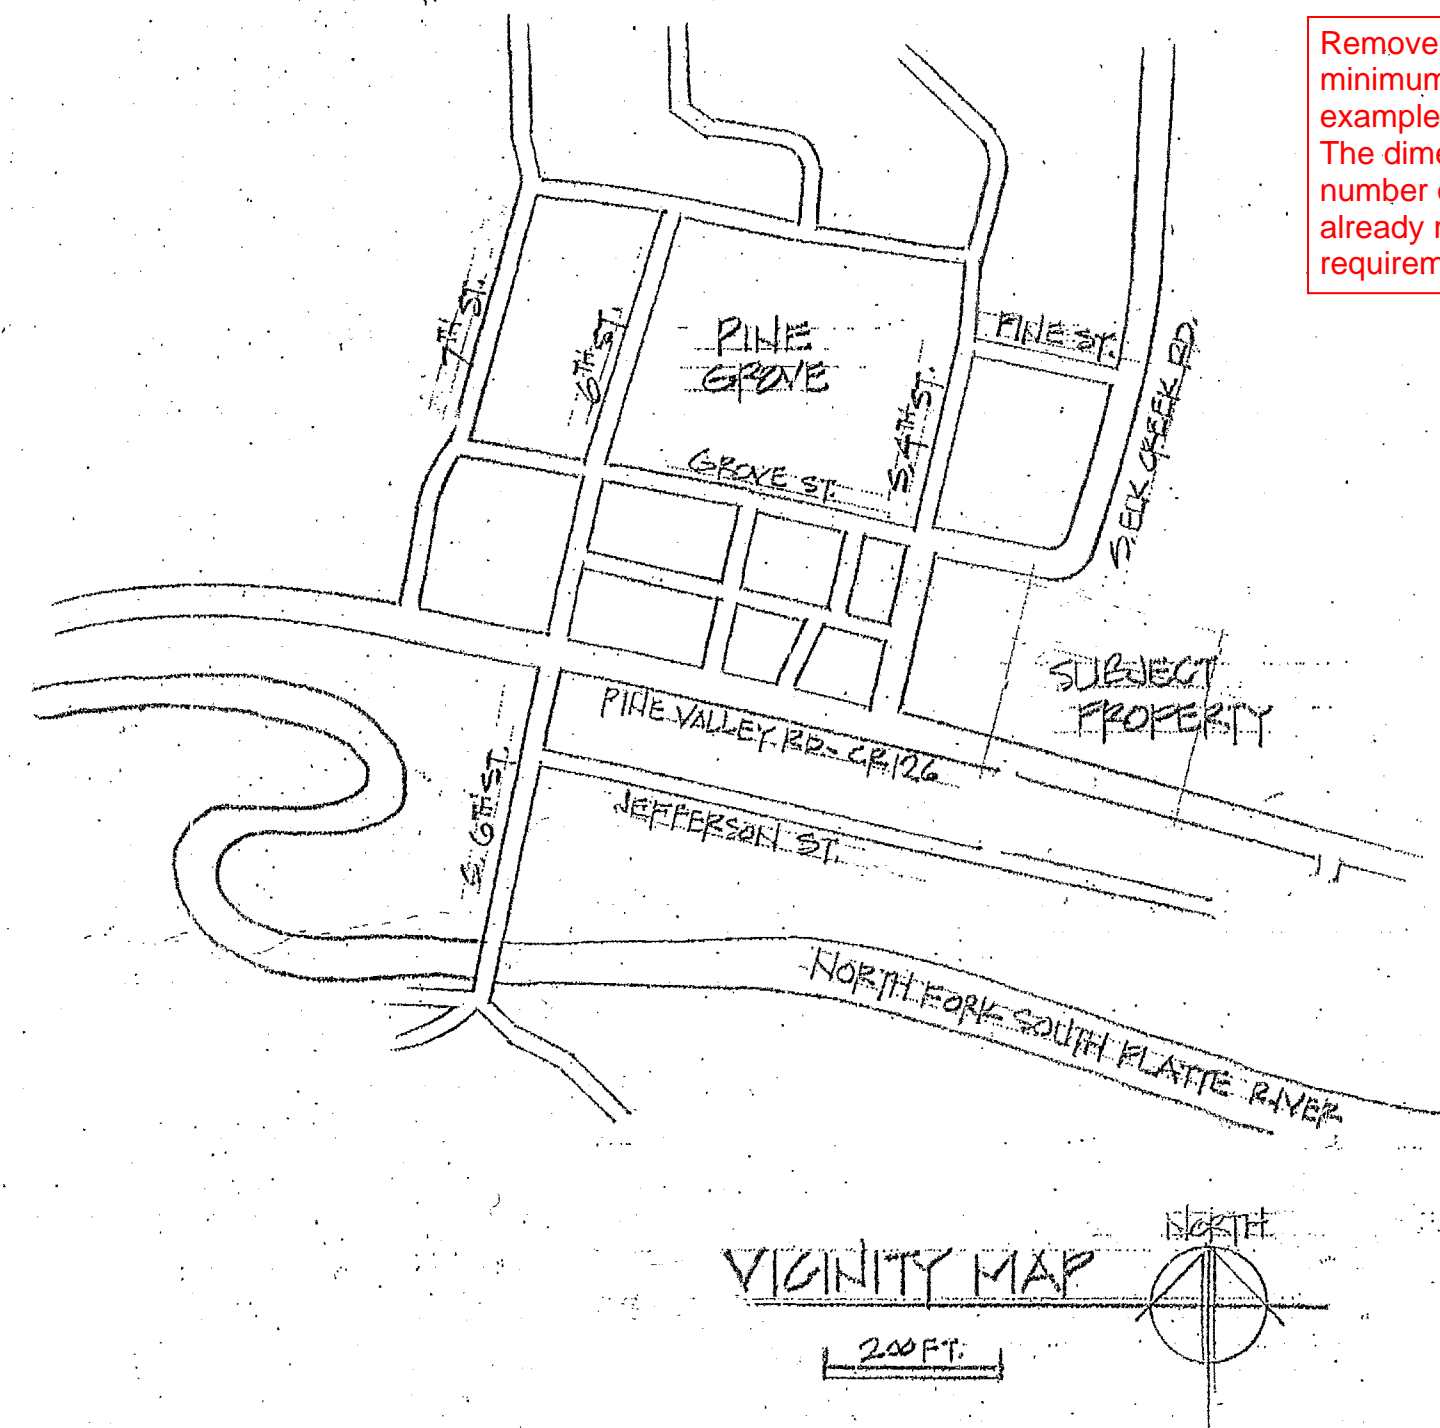 Remove
minimum
example
The dime
number
already
requirem
7TH ST.
6TH ST.
PINE
GROVE
PINE ST.
S. 4TH ST.
S. ELK CREEK RD.
GROVE ST.
SUBJECT
PROPERTY
PINE VALLEY RD - CR 126
S. 6TH ST.
JEFFERSON ST.
NORTH FORK SOUTH PLATTE RIVER
NORTH
VICINITY MAP
200 FT.